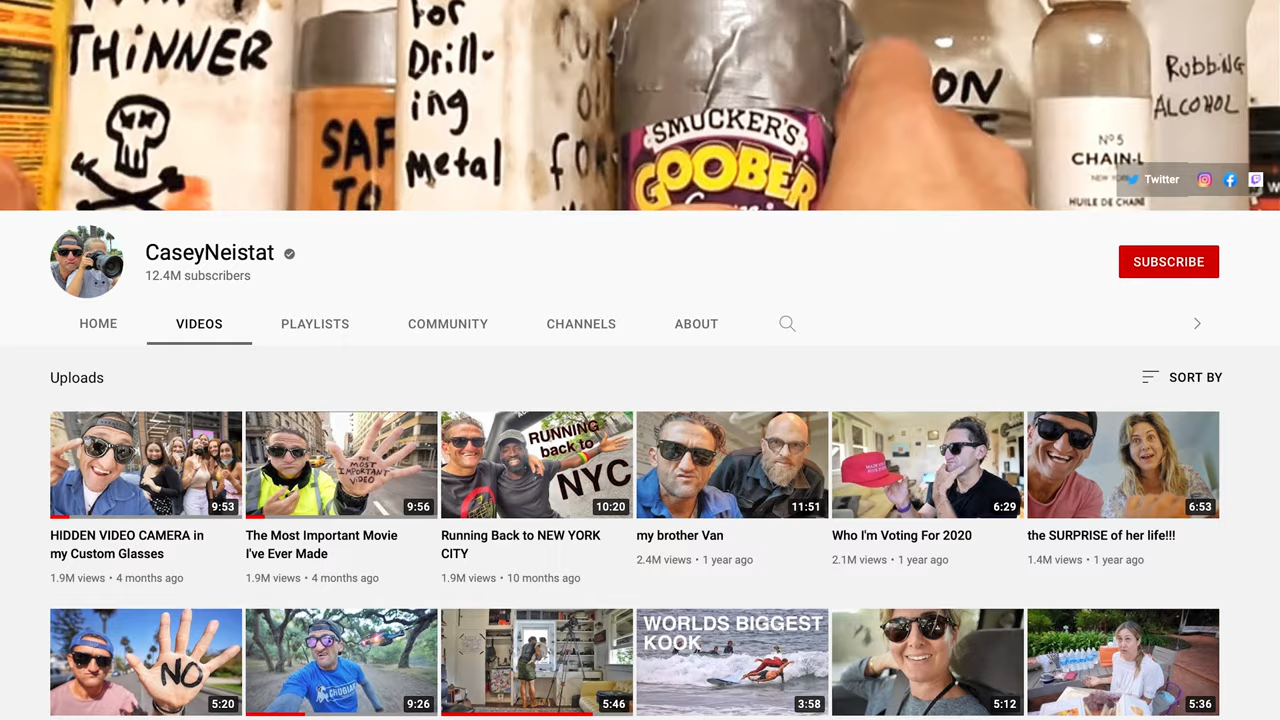 THiNNER
SAF
TO
for
Drill-
ing
Metal
for
SMUCKER'S
GOOBER
ON
Nº5
CHAIN-L
NEW YORK
HUILE DE CHAINE
RUBBiNG
ALCOHOL
Twitter
CaseyNeistat
12.4M subscribers
SUBSCRIBE
HOME
VIDEOS
PLAYLISTS
COMMUNITY
CHANNELS
ABOUT
Uploads
SORT BY
9:53
THE
MOST
IMPORTANT
VIDEO
9:56
RUNNING
back to
NYC
10:20
11:51
6:29
6:53
HIDDEN VIDEO CAMERA in
my Custom Glasses
1.9M views • 4 months ago
The Most Important Movie
I've Ever Made
1.9M views • 4 months ago
Running Back to NEW YORK
CITY
1.9M views • 10 months ago
my brother Van
2.4M views • 1 year ago
Who I'm Voting For 2020
2.1M views • 1 year ago
the SURPRISE of her life!!!
1.4M views • 1 year ago
NO
5:20
9:26
5:46
WORLDS BIGGEST
KOOK
3:58
5:12
5:36